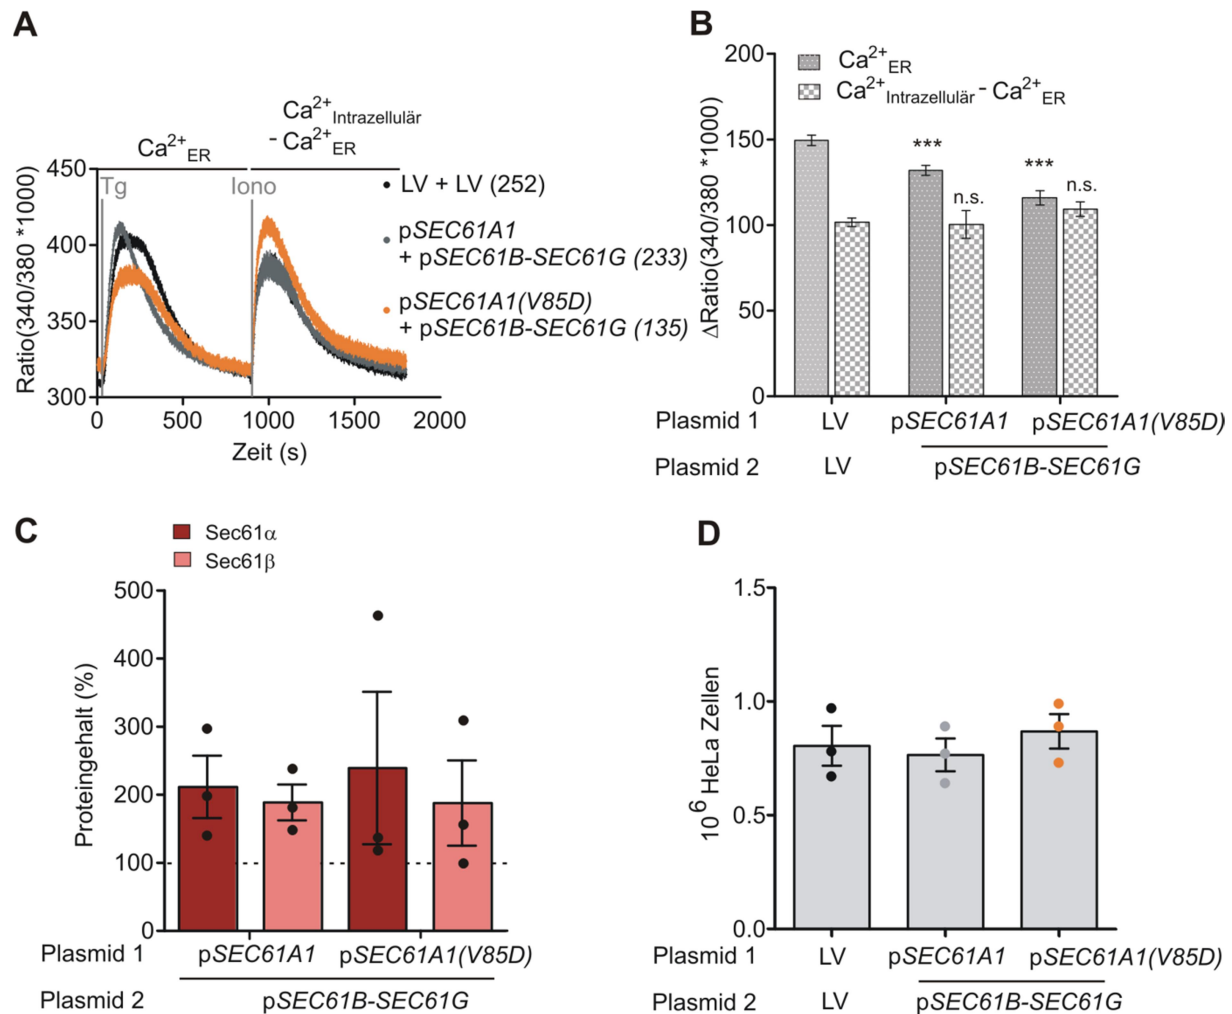 A
Ca²⁺Intrazellulär
Ca²⁺ER
- Ca²⁺ER
450
400
350
300
Ratio(340/380 *1000)
Tg
Iono
LV + LV (252)
pSEC61A1
+ pSEC61B-SEC61G (233)
pSEC61A1(V85D)
+ pSEC61B-SEC61G (135)
0
500
1000
1500
2000
Zeit (s)
B
200
150
100
50
0
ΔRatio(340/380 *1000)
Ca²⁺ER
Ca²⁺Intrazellulär - Ca²⁺ER
***
n.s.
***
n.s.
Plasmid 1 LV pSEC61A1 pSEC61A1(V85D)
Plasmid 2 LV pSEC61B-SEC61G
C
Sec61α
Sec61β
500
400
300
200
100
0
Proteingehalt (%)
Plasmid 1 pSEC61A1 pSEC61A1(V85D)
Plasmid 2 pSEC61B-SEC61G
D
1.5
1.0
0.5
0.0
10⁶ HeLa Zellen
Plasmid 1 LV pSEC61A1 pSEC61A1(V85D)
Plasmid 2 LV pSEC61B-SEC61G